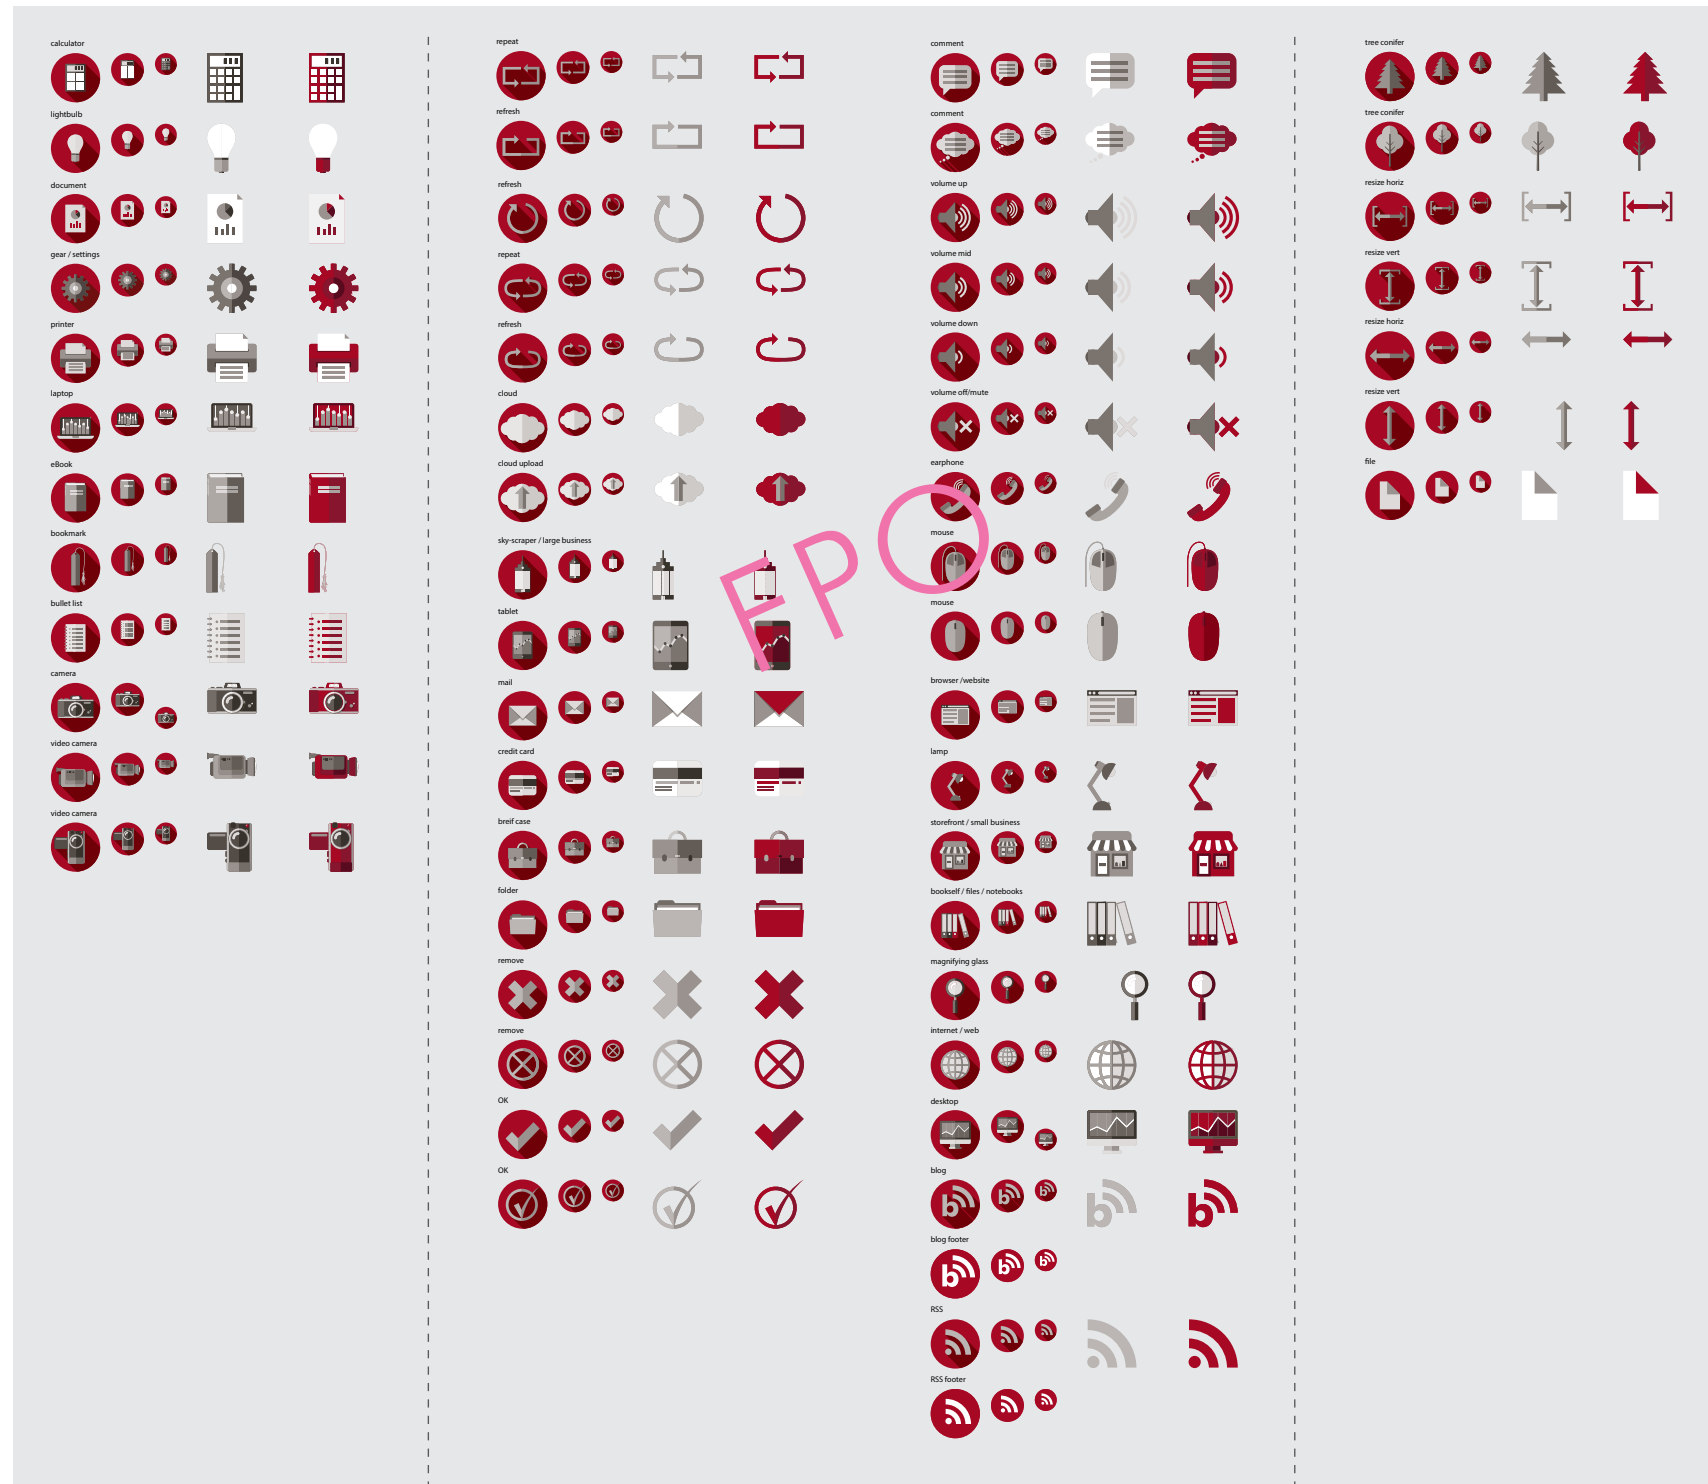 calculator
lightbulb
document
gear / settings
printer
laptop
eBook
bookmark
bullet list
camera
video camera
video camera
repeat
refresh
refresh
repeat
refresh
cloud
cloud upload
sky-scraper / large business
tablet
mail
credit card
breif case
folder
remove
remove
OK
OK
FPO
comment
comment
volume up
volume mid
volume down
volume off/mute
earphone
mouse
mouse
browser /website
lamp
storefront / small business
bookself / files / notebooks
magnifying glass
internet / web
desktop
blog
blog footer
RSS
RSS footer
tree conifer
tree conifer
resize horiz
resize vert
resize horiz
resize vert
file